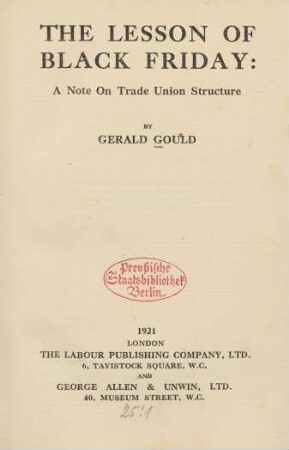 THE LESSON OF
BLACK FRIDAY:
A Note On Trade Union Structure
BY
GERALD GOULD
Preußische
Staatsbibliothek
Berlin
1921
LONDON
THE LABOUR PUBLISHING COMPANY, LTD.
6, TAVISTOCK SQUARE, W.C.
AND
GEORGE ALLEN & UNWIN, LTD.
40, MUSEUM STREET, W.C.